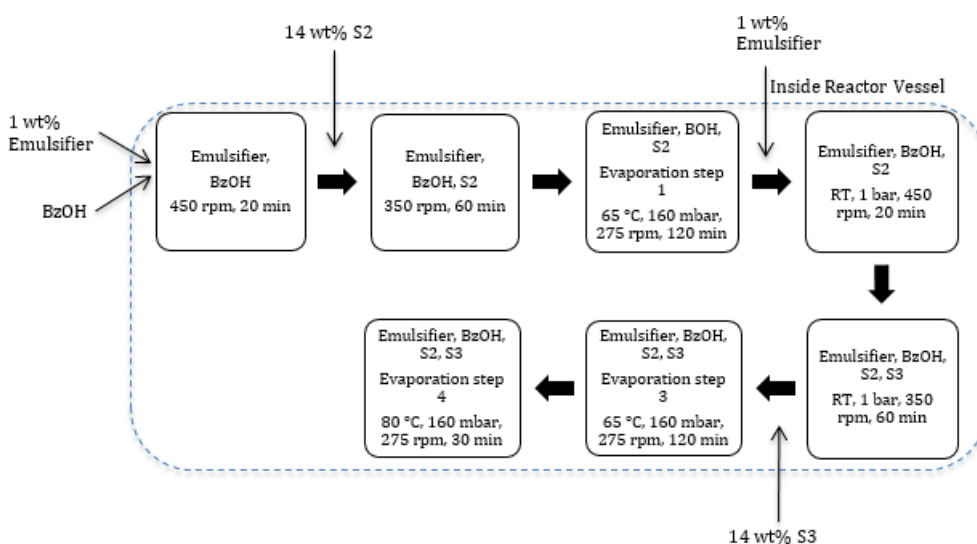 14 wt% S2
1 wt%
Emulsifier
Inside Reactor Vessel
1 wt%
Emulsifier
BzOH
Emulsifier,
BzOH
450 rpm, 20 min
Emulsifier,
BzOH, S2
350 rpm, 60 min
Emulsifier, BOH,
S2
Evaporation step
1
65 °C, 160 mbar,
275 rpm, 120 min
Emulsifier, BzOH,
S2
RT, 1 bar, 450
rpm, 20 min
Emulsifier, BzOH,
S2, S3
RT, 1 bar, 350
rpm, 60 min
Emulsifier, BzOH,
S2, S3
Evaporation step
3
65 °C, 160 mbar,
275 rpm, 120 min
Emulsifier, BzOH,
S2, S3
Evaporation step
4
80 °C, 160 mbar,
275 rpm, 30 min
14 wt% S3